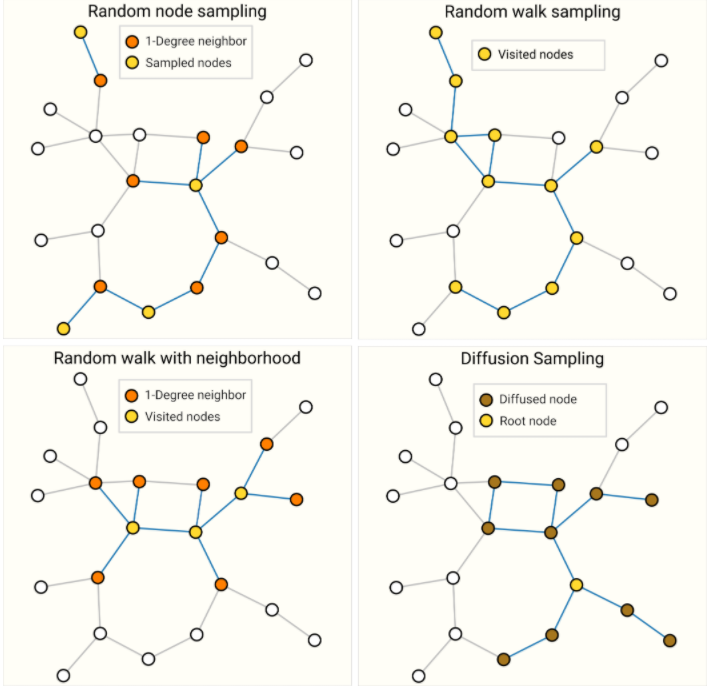 Random node sampling
1-Degree neighbor
Sampled nodes
Random walk sampling
Visited nodes
Random walk with neighborhood
1-Degree neighbor
Visited nodes
Diffusion Sampling
Diffused node
Root node